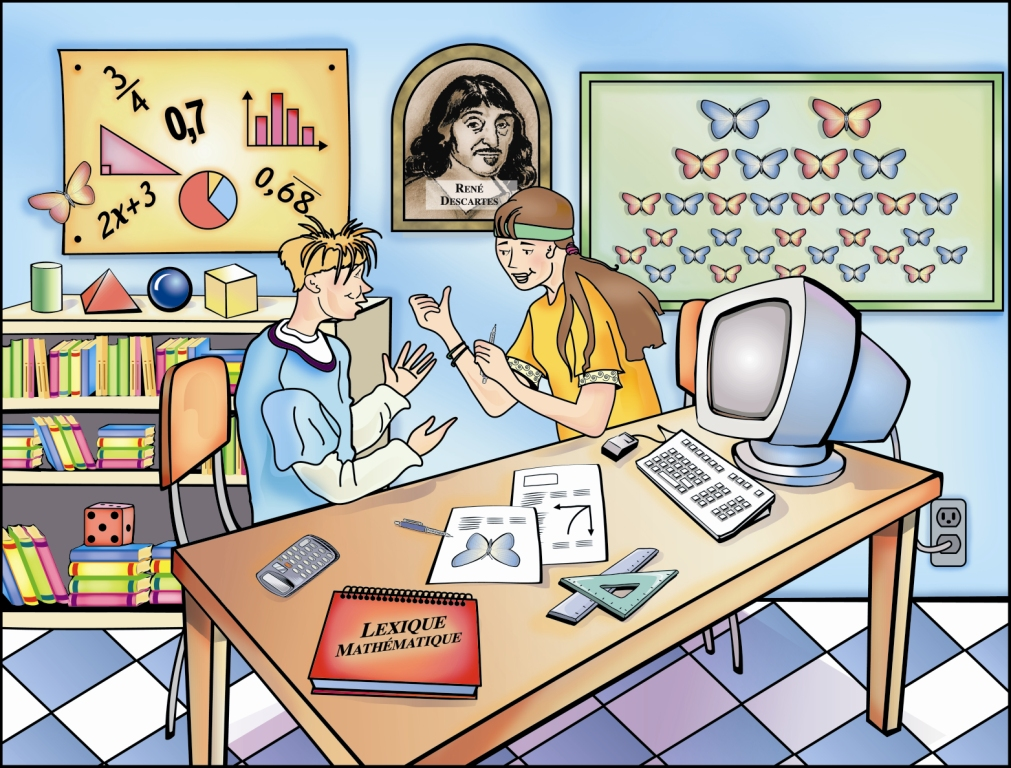 3/4
0,7
2x+3
0,68̅
RENÉ
DESCARTES
LEXIQUE
MATHÉMATIQUE